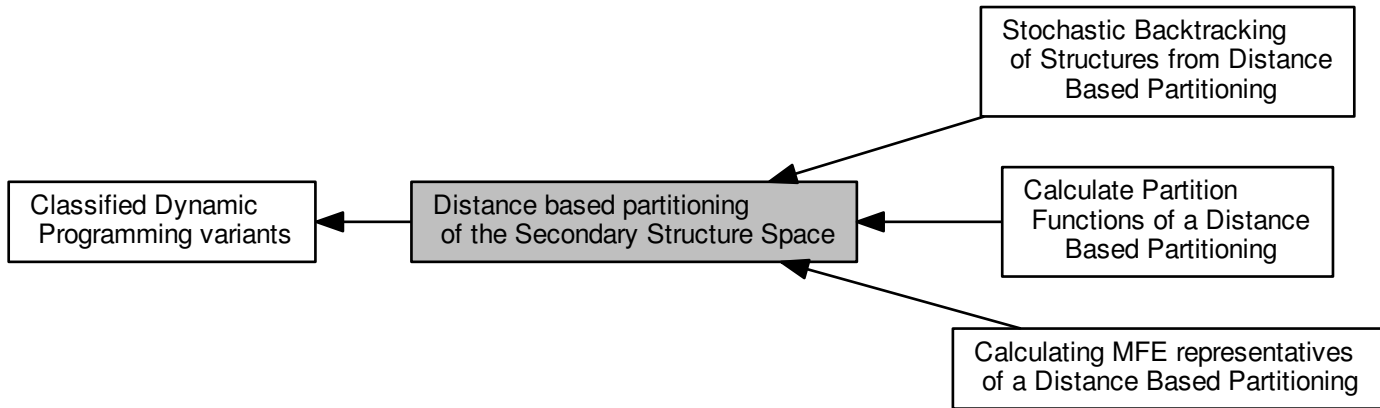 Stochastic Backtracking
of Structures from Distance
Based Partitioning
Classified Dynamic
Programming variants
Distance based partitioning
of the Secondary Structure Space
Calculate Partition
Functions of a Distance
Based Partitioning
Calculating MFE representatives
of a Distance Based Partitioning